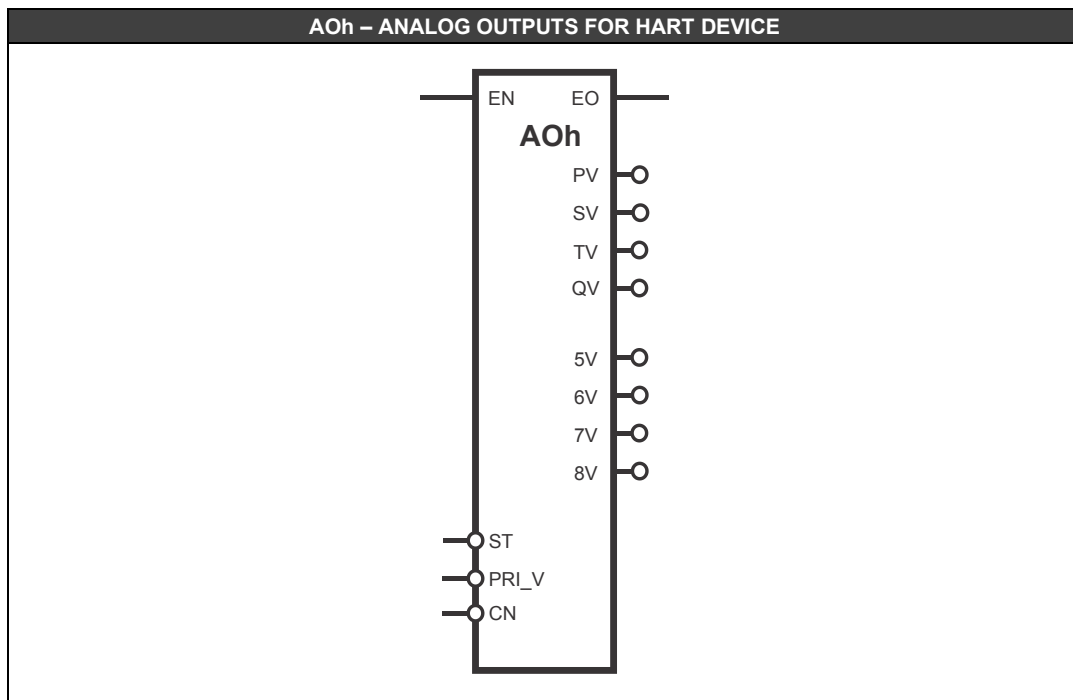 AOh – ANALOG OUTPUTS FOR HART DEVICE
EN EO
AOh
PV
SV
TV
QV
5V
6V
7V
8V
ST
PRI_V
CN